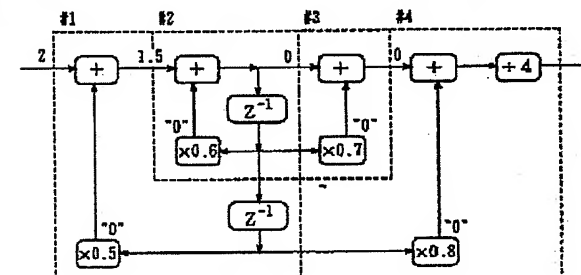 #1 #2 #3 #4
2 + 1.5 + 0 + 0 + ÷4
Z⁻¹
"0" "0"
×0.6 ×0.7
Z⁻¹
"0" "0"
×0.5 ×0.8